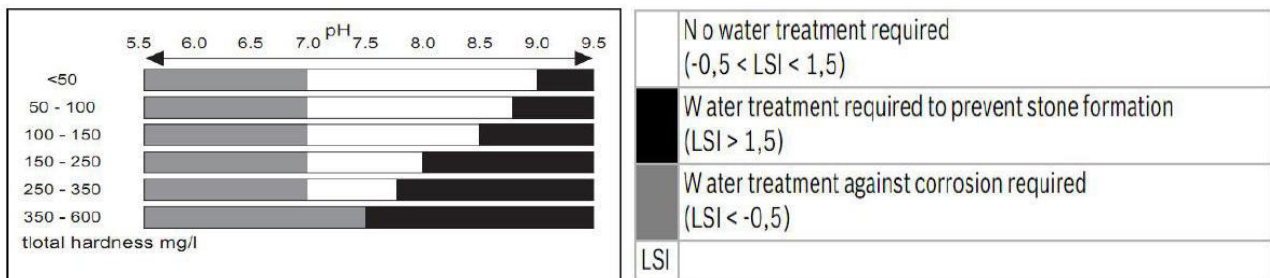 pH
5.5 6.0 6.5 7.0 7.5 8.0 8.5 9.0 9.5
<50
50 - 100
100 - 150
150 - 250
250 - 350
350 - 600
tlotal hardness mg/l
N o water treatment required
(-0,5 < LSI < 1,5)
W ater treatment required to prevent stone formation
(LSI > 1,5)
W ater treatment against corrosion required
(LSI < -0,5)
LSI